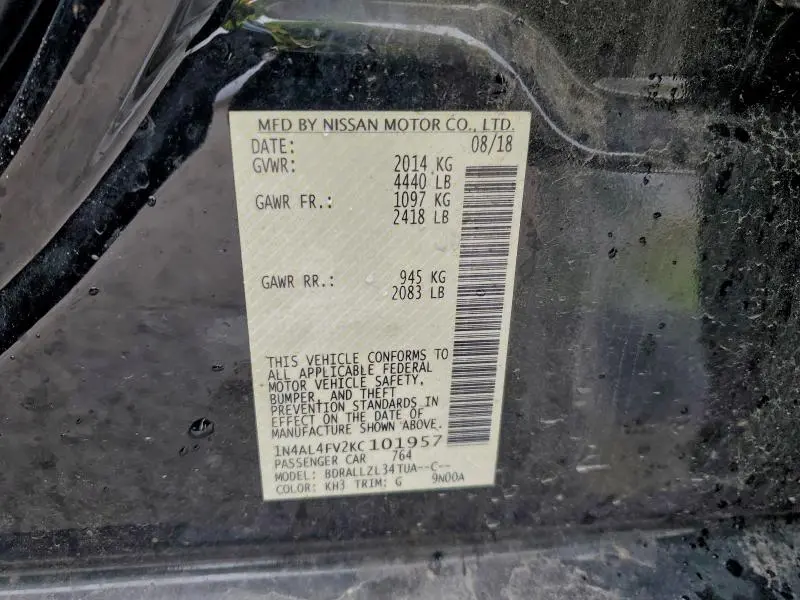 MFD BY NISSAN MOTOR CO., LTD.
DATE: 08/18
GVWR: 2014 KG
4440 LB
GAWR FR.: 1097 KG
2418 LB
GAWR RR.: 945 KG
2083 LB
THIS VEHICLE CONFORMS TO
ALL APPLICABLE FEDERAL
MOTOR VEHICLE SAFETY,
BUMPER, AND THEFT
PREVENTION STANDARDS IN
EFFECT ON THE DATE OF
MANUFACTURE SHOWN ABOVE.
1N4AL4FV2KC101957
PASSENGER CAR 764
MODEL: BDRALLZL34TUA--C--
COLOR: KH3 TRIM: G 9N00A